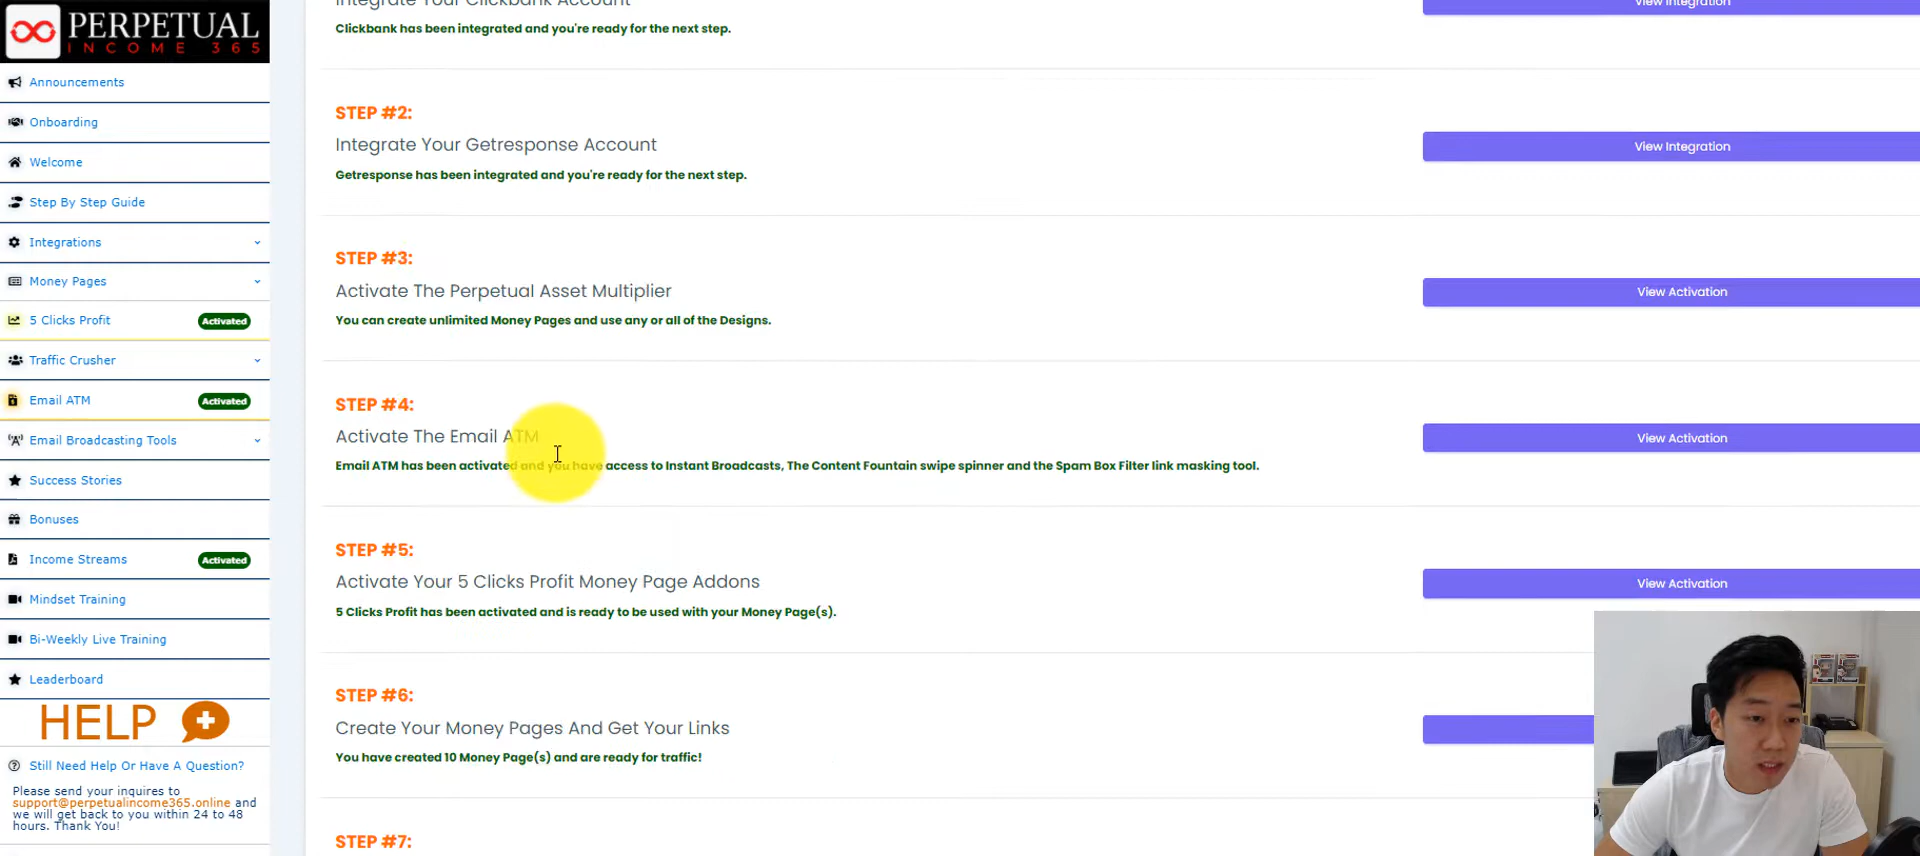 PERPETUAL
INCOME 365
Announcements
Onboarding
Welcome
Step By Step Guide
Integrations
Money Pages
5 Clicks Profit Activated
Traffic Crusher
Email ATM Activated
Email Broadcasting Tools
Success Stories
Bonuses
Income Streams Activated
Mindset Training
Bi-Weekly Live Training
Leaderboard
HELP
Still Need Help Or Have A Question?
Please send your inquires to
support@perpetualincome365.online and
we will get back to you within 24 to 48
hours. Thank You!
Integrate Your Clickbank Account
View Integration
Clickbank has been integrated and you're ready for the next step.
STEP #2:
Integrate Your Getresponse Account
View Integration
Getresponse has been integrated and you're ready for the next step.
STEP #3:
Activate The Perpetual Asset Multiplier
View Activation
You can create unlimited Money Pages and use any or all of the Designs.
STEP #4:
Activate The Email ATM
View Activation
Email ATM has been activated and you have access to Instant Broadcasts, The Content Fountain swipe spinner and the Spam Box Filter link masking tool.
STEP #5:
Activate Your 5 Clicks Profit Money Page Addons
View Activation
5 Clicks Profit has been activated and is ready to be used with your Money Page(s).
STEP #6:
Create Your Money Pages And Get Your Links
You have created 10 Money Page(s) and are ready for traffic!
STEP #7: